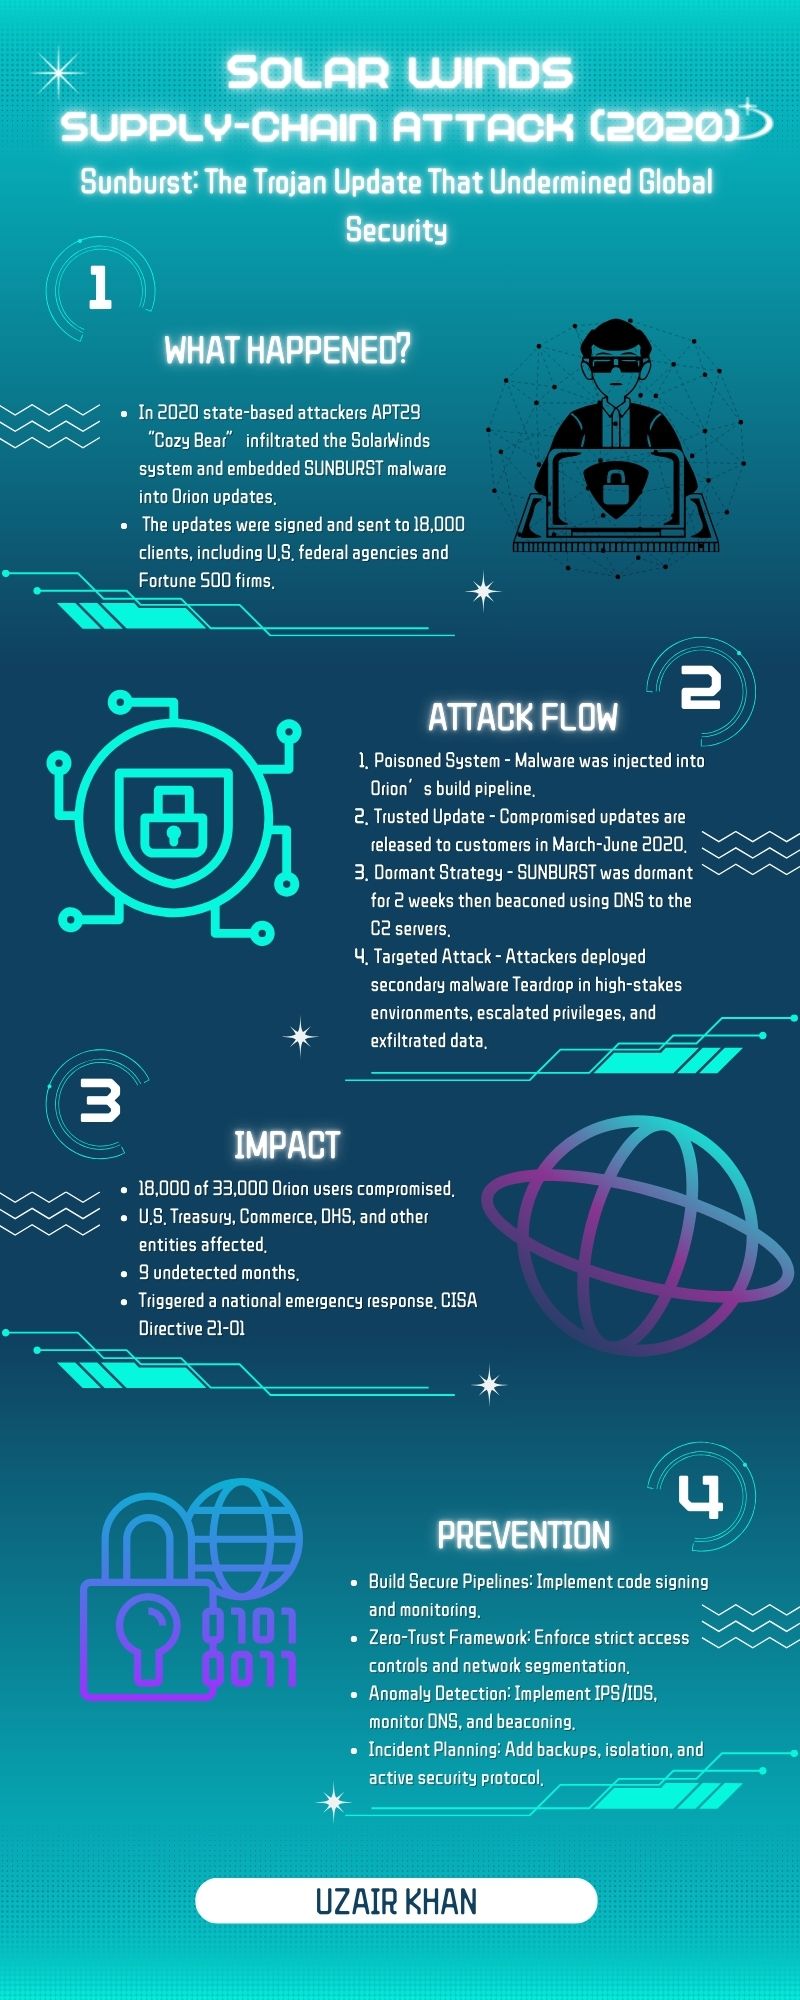 SOLAR WINDS
SUPPLY-CHAIN ATTACK (2020)
Sunburst: The Trojan Update That Undermined Global
Security
1
WHAT HAPPENED?
• In 2020 state-based attackers APT29
“Cozy Bear” infiltrated the SolarWinds
system and embedded SUNBURST malware
into Orion updates.
• The updates were signed and sent to 18,000
clients, including U.S. federal agencies and
Fortune 500 firms.
2
ATTACK FLOW
1. Poisoned System - Malware was injected into
Orion’s build pipeline.
2. Trusted Update - Compromised updates are
released to customers in March-June 2020.
3. Dormant Strategy - SUNBURST was dormant
for 2 weeks then beaconed using DNS to the
C2 servers.
4. Targeted Attack - Attackers deployed
secondary malware Teardrop in high-stakes
environments, escalated privileges, and
exfiltrated data.
3
IMPACT
• 18,000 of 33,000 Orion users compromised.
• U.S. Treasury, Commerce, DHS, and other
entities affected.
• 9 undetected months.
• Triggered a national emergency response. CISA
Directive 21-01
4
PREVENTION
• Build Secure Pipelines: Implement code signing
and monitoring.
• Zero-Trust Framework: Enforce strict access
controls and network segmentation.
• Anomaly Detection: Implement IPS/IDS,
monitor DNS, and beaconing.
• Incident Planning: Add backups, isolation, and
active security protocol.
0101
0011
UZAIR KHAN